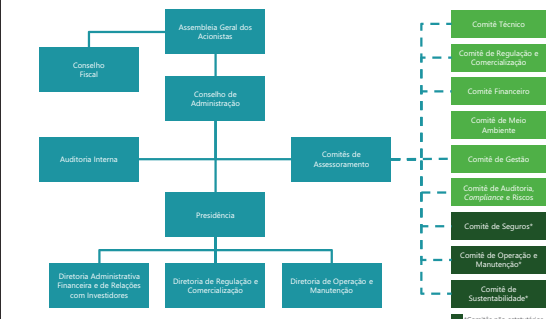 Assembleia Geral dos
Acionistas
Conselho
Fiscal
Conselho de
Administração
Auditoria Interna
Comitês de
Assessoramento
Presidência
Diretoria Administrativa
Financeira e de Relações
com Investidores
Diretoria de Regulação e
Comercialização
Diretoria de Operação e
Manutenção
Comitê Técnico
Comitê de Regulação e
Comercialização
Comitê Financeiro
Comitê de Meio
Ambiente
Comitê de Gestão
Comitê de Auditoria,
Compliance e Riscos
Comitê de Seguros*
Comitê de Operação e
Manutenção*
Comitê de
Sustentabilidade*
*Comitês não estatutários